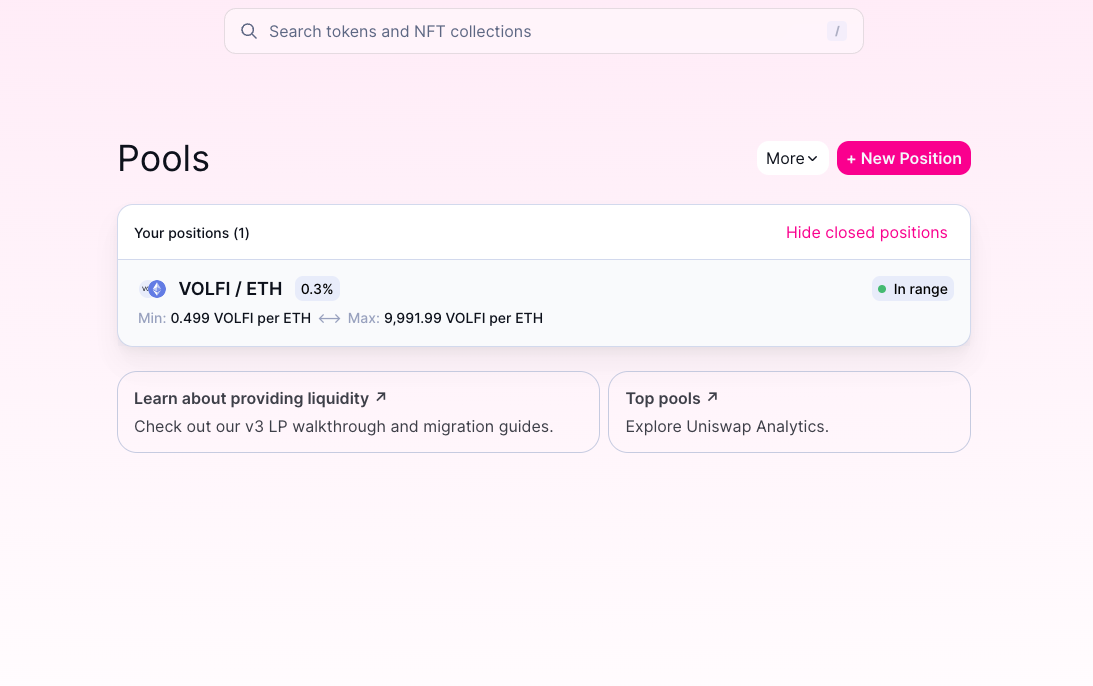 Search tokens and NFT collections /
Pools
More + New Position
Your positions (1) Hide closed positions
VOLFI / ETH 0.3% In range
Min: 0.499 VOLFI per ETH ⟷ Max: 9,991.99 VOLFI per ETH
Learn about providing liquidity ↗
Check out our v3 LP walkthrough and migration guides.
Top pools ↗
Explore Uniswap Analytics.